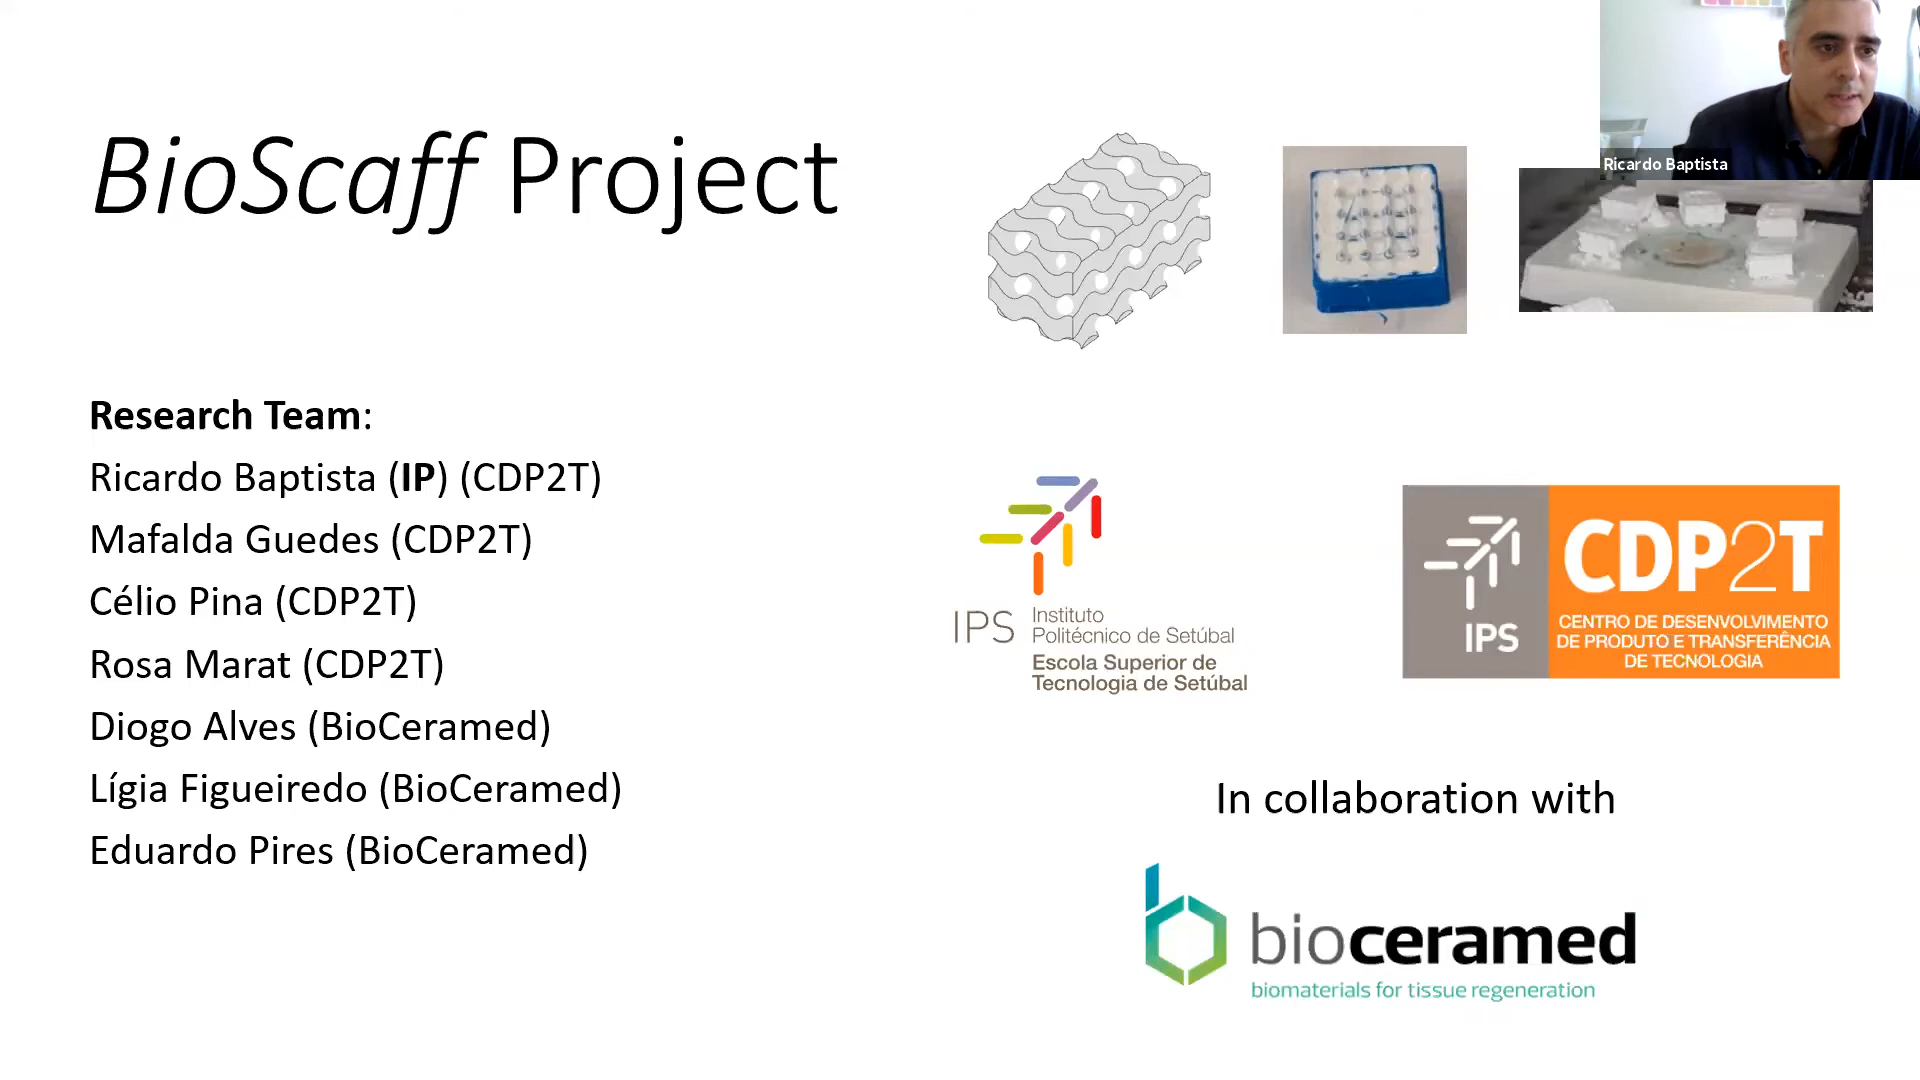 BioScaff Project
Ricardo Baptista
Research Team:
Ricardo Baptista (IP) (CDP2T)
Mafalda Guedes (CDP2T)
Célio Pina (CDP2T)
Rosa Marat (CDP2T)
Diogo Alves (BioCeramed)
Lígia Figueiredo (BioCeramed)
Eduardo Pires (BioCeramed)
IPS
Instituto
Politécnico de Setúbal
Escola Superior de
Tecnologia de Setúbal
IPS
CDP2T
CENTRO DE DESENVOLVIMENTO
DE PRODUTO E TRANSFERÊNCIA
DE TECNOLOGIA
In collaboration with
bioceramed
biomaterials for tissue regeneration